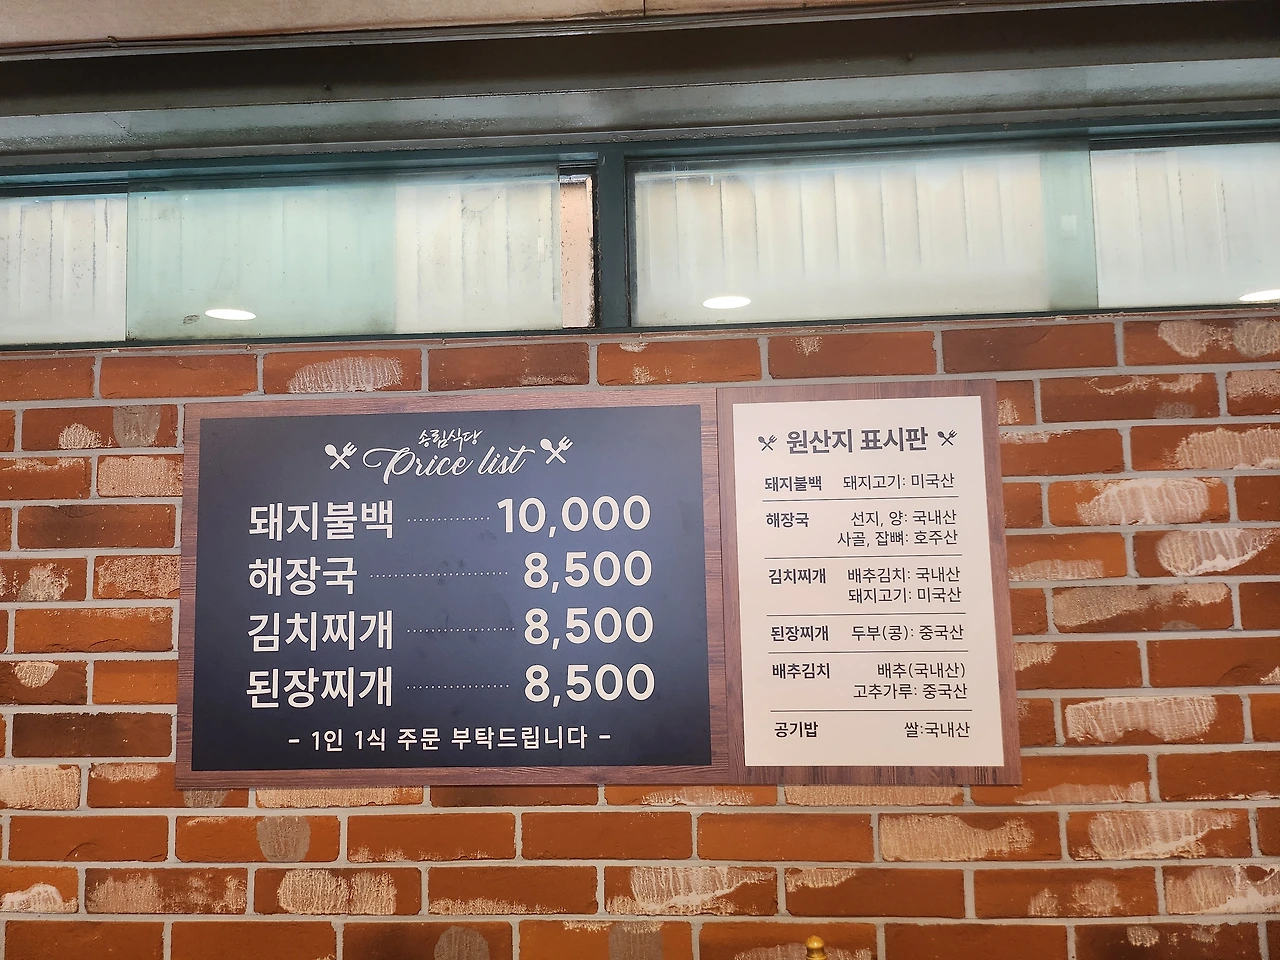 송림식당
Price list
돼지불백 10,000
해장국 8,500
김치찌개 8,500
된장찌개 8,500
- 1인 1식 주문 부탁드립니다 -
원산지 표시판
돼지불백 돼지고기: 미국산
해장국 선지, 양: 국내산
사골, 잡뼈: 호주산
김치찌개 배추김치: 국내산
돼지고기: 미국산
된장찌개 두부(콩): 중국산
배추김치 배추(국내산)
고추가루: 중국산
공기밥 쌀:국내산